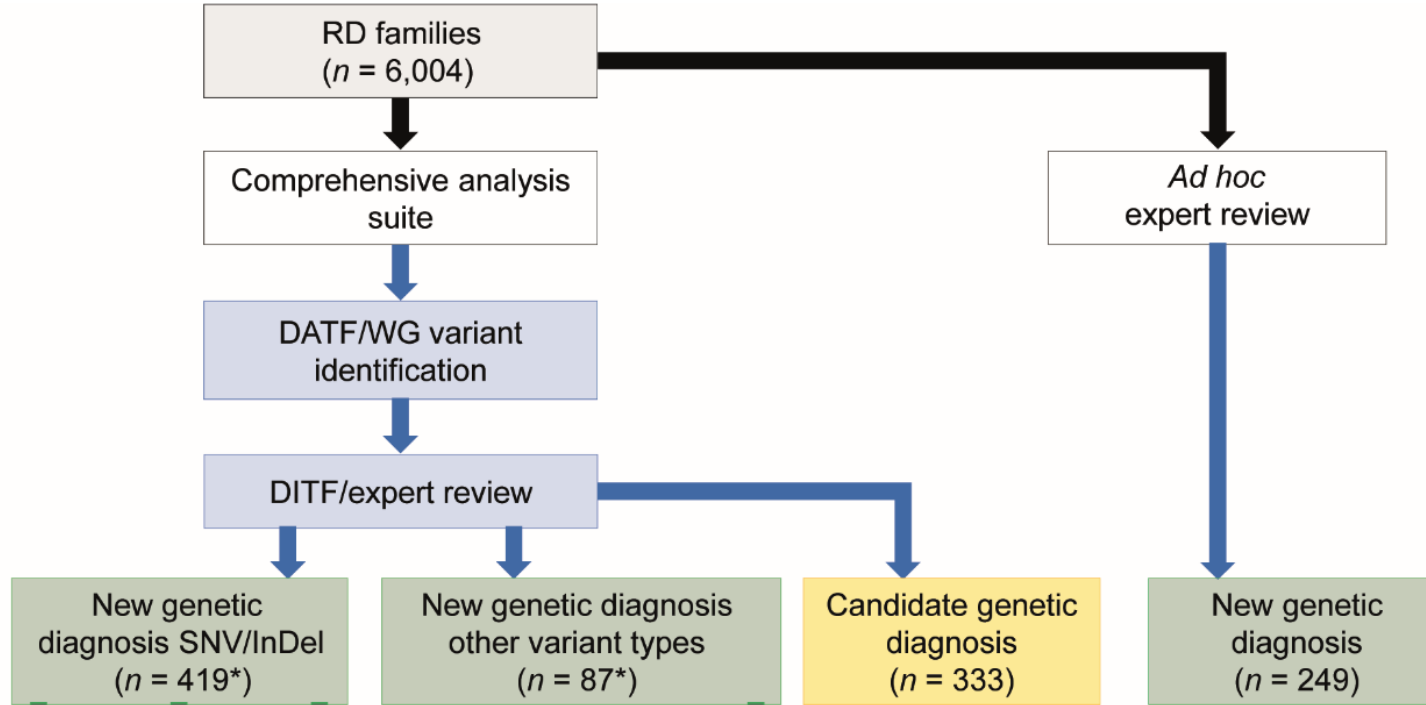 RD families
(n = 6,004)
Comprehensive analysis
suite
Ad hoc
expert review
DATF/WG variant
identification
DITF/expert review
New genetic
diagnosis SNV/InDel
(n = 419*)
New genetic diagnosis
other variant types
(n = 87*)
Candidate genetic
diagnosis
(n = 333)
New genetic
diagnosis
(n = 249)